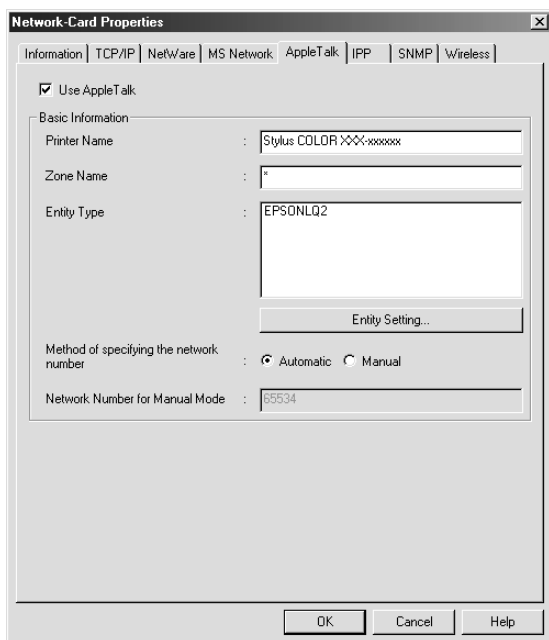 Network-Card Properties
Information TCP/IP NetWare MS Network AppleTalk IPP SNMP Wireless
Use AppleTalk
Basic Information
Printer Name : Stylus COLOR XXX-xxxxxx
Zone Name : *
Entity Type : EPSONLQ2
Entity Setting...
Method of specifying the network
number : Automatic Manual
Network Number for Manual Mode : 65534
OK Cancel Help